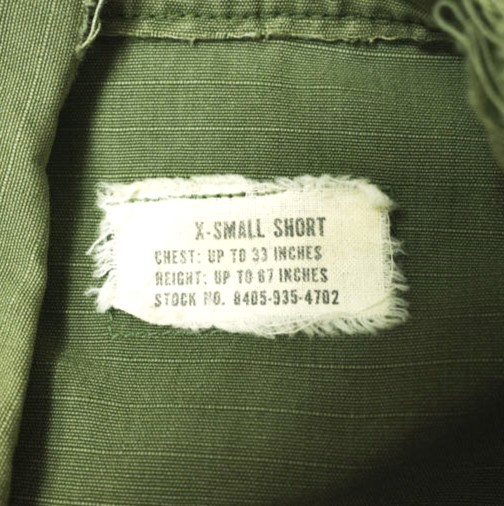 X-SMALL SHORT
CHEST: UP TO 33 INCHES
HEIGHT: UP TO 67 INCHES
STOCK NO. 8405-935-4702